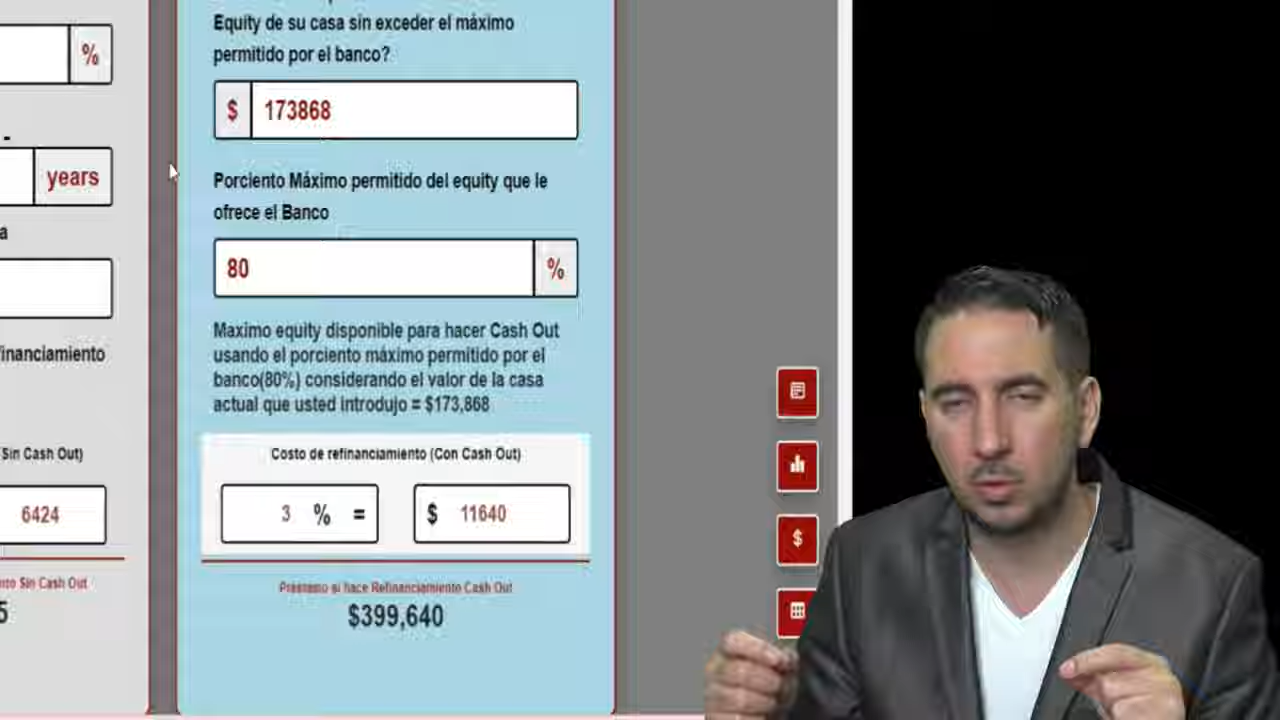 %
-
years
a
inanciamiento
Sin Cash Out)
6424
nto Sin Cash Out
5
Equity de su casa sin exceder el máximo
permitido por el banco?
$ 173868
Porciento Máximo permitido del equity que le
ofrece el Banco
80 %
Maximo equity disponible para hacer Cash Out
usando el porciento máximo permitido por el
banco(80%) considerando el valor de la casa
actual que usted introdujo = $173,868
Costo de refinanciamiento (Con Cash Out)
3 % = $ 11640
Préstamo si hace Refinanciamiento Cash Out
$399,640
$